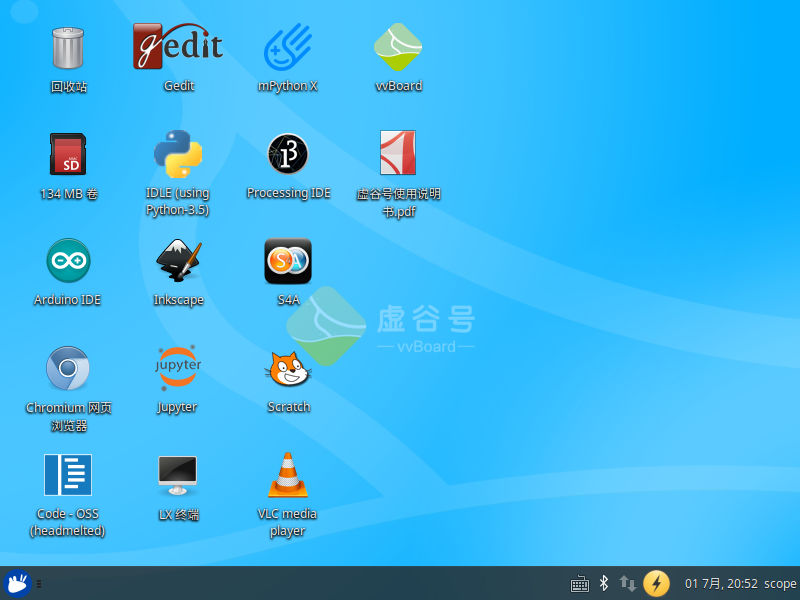 gedit
回收站
Gedit
mPython X
vvBoard
SD
134 MB 卷
IDLE (using
Python-3.5)
Processing IDE
虚谷号使用说明
书.pdf
Arduino IDE
Inkscape
S A
S4A
虚谷号
vvBoard
jupyter
Chromium 网页
浏览器
Jupyter
Scratch
Code - OSS
(headmelted)
LX 终端
VLC media
player
01 7月, 20:52 scope